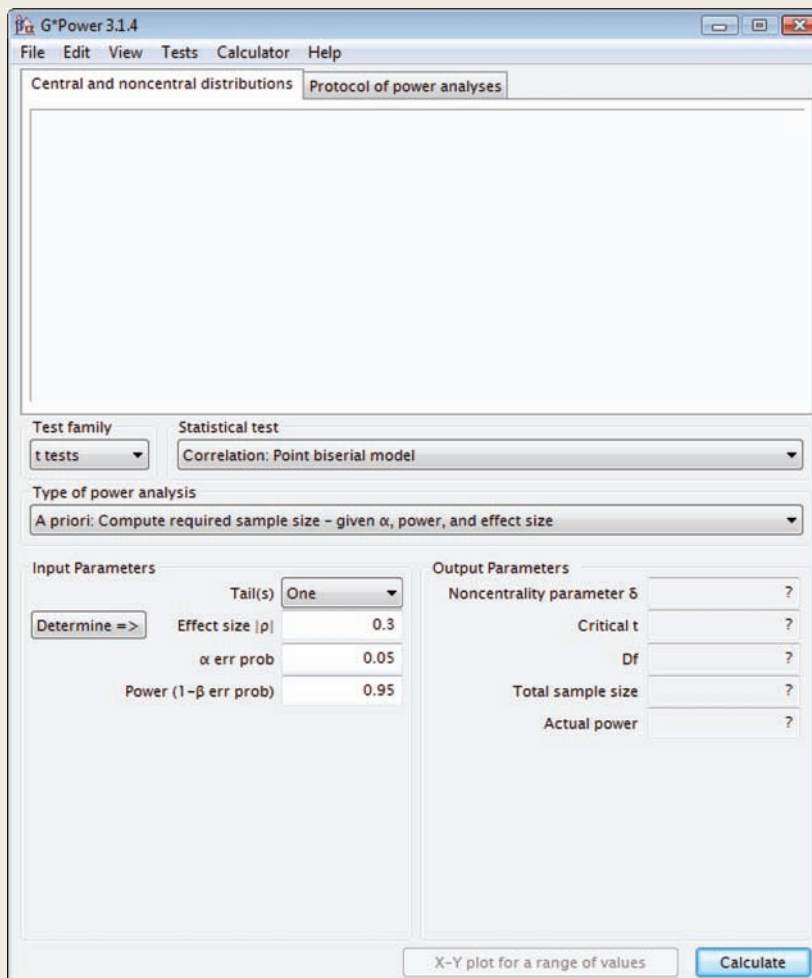 G*Power 3.1.4
File Edit View Tests Calculator Help
Central and noncentral distributions Protocol of power analyses
Test family Statistical test
t tests Correlation: Point biserial model
Type of power analysis
A priori: Compute required sample size – given α, power, and effect size
Input Parameters Output Parameters
Tail(s) One Noncentrality parameter δ ?
Determine => Effect size |ρ| 0.3 Critical t ?
α err prob 0.05 Df ?
Power (1–β err prob) 0.95 Total sample size ?
Actual power ?
X–Y plot for a range of values Calculate